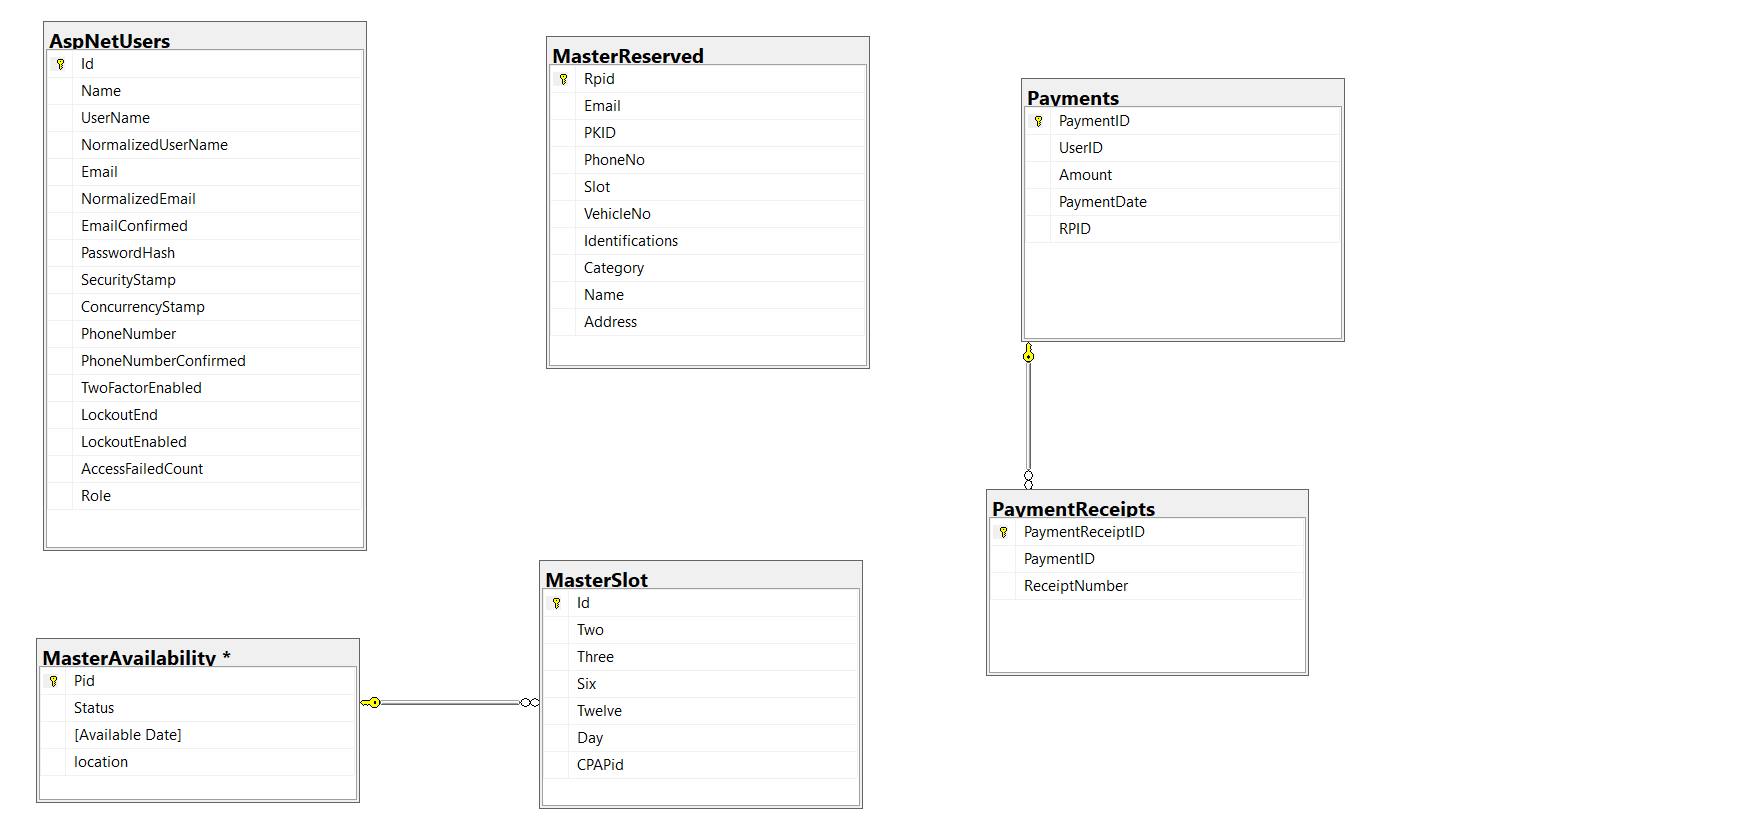 AspNetUsers
Id
Name
UserName
NormalizedUserName
Email
NormalizedEmail
EmailConfirmed
PasswordHash
SecurityStamp
ConcurrencyStamp
PhoneNumber
PhoneNumberConfirmed
TwoFactorEnabled
LockoutEnd
LockoutEnabled
AccessFailedCount
Role
MasterReserved
Rpid
Email
PKID
PhoneNo
Slot
VehicleNo
Identifications
Category
Name
Address
Payments
PaymentID
UserID
Amount
PaymentDate
RPID
PaymentReceipts
PaymentReceiptID
PaymentID
ReceiptNumber
MasterSlot
Id
Two
Three
Six
Twelve
Day
CPAPid
MasterAvailability *
Pid
Status
[Available Date]
location